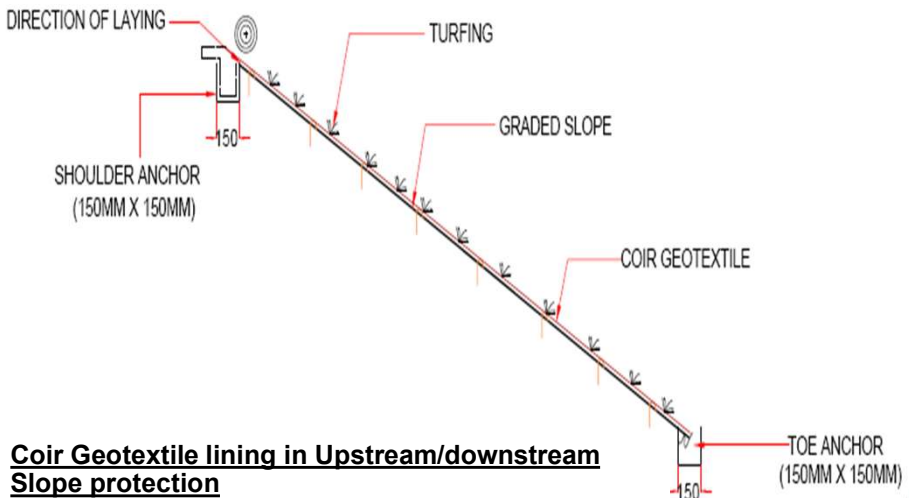 DIRECTION OF LAYING
TURFING
GRADED SLOPE
150
SHOULDER ANCHOR
(150MM X 150MM)
COIR GEOTEXTILE
Coir Geotextile lining in Upstream/downstream
Slope protection
TOE ANCHOR
(150MM X 150MM)
150